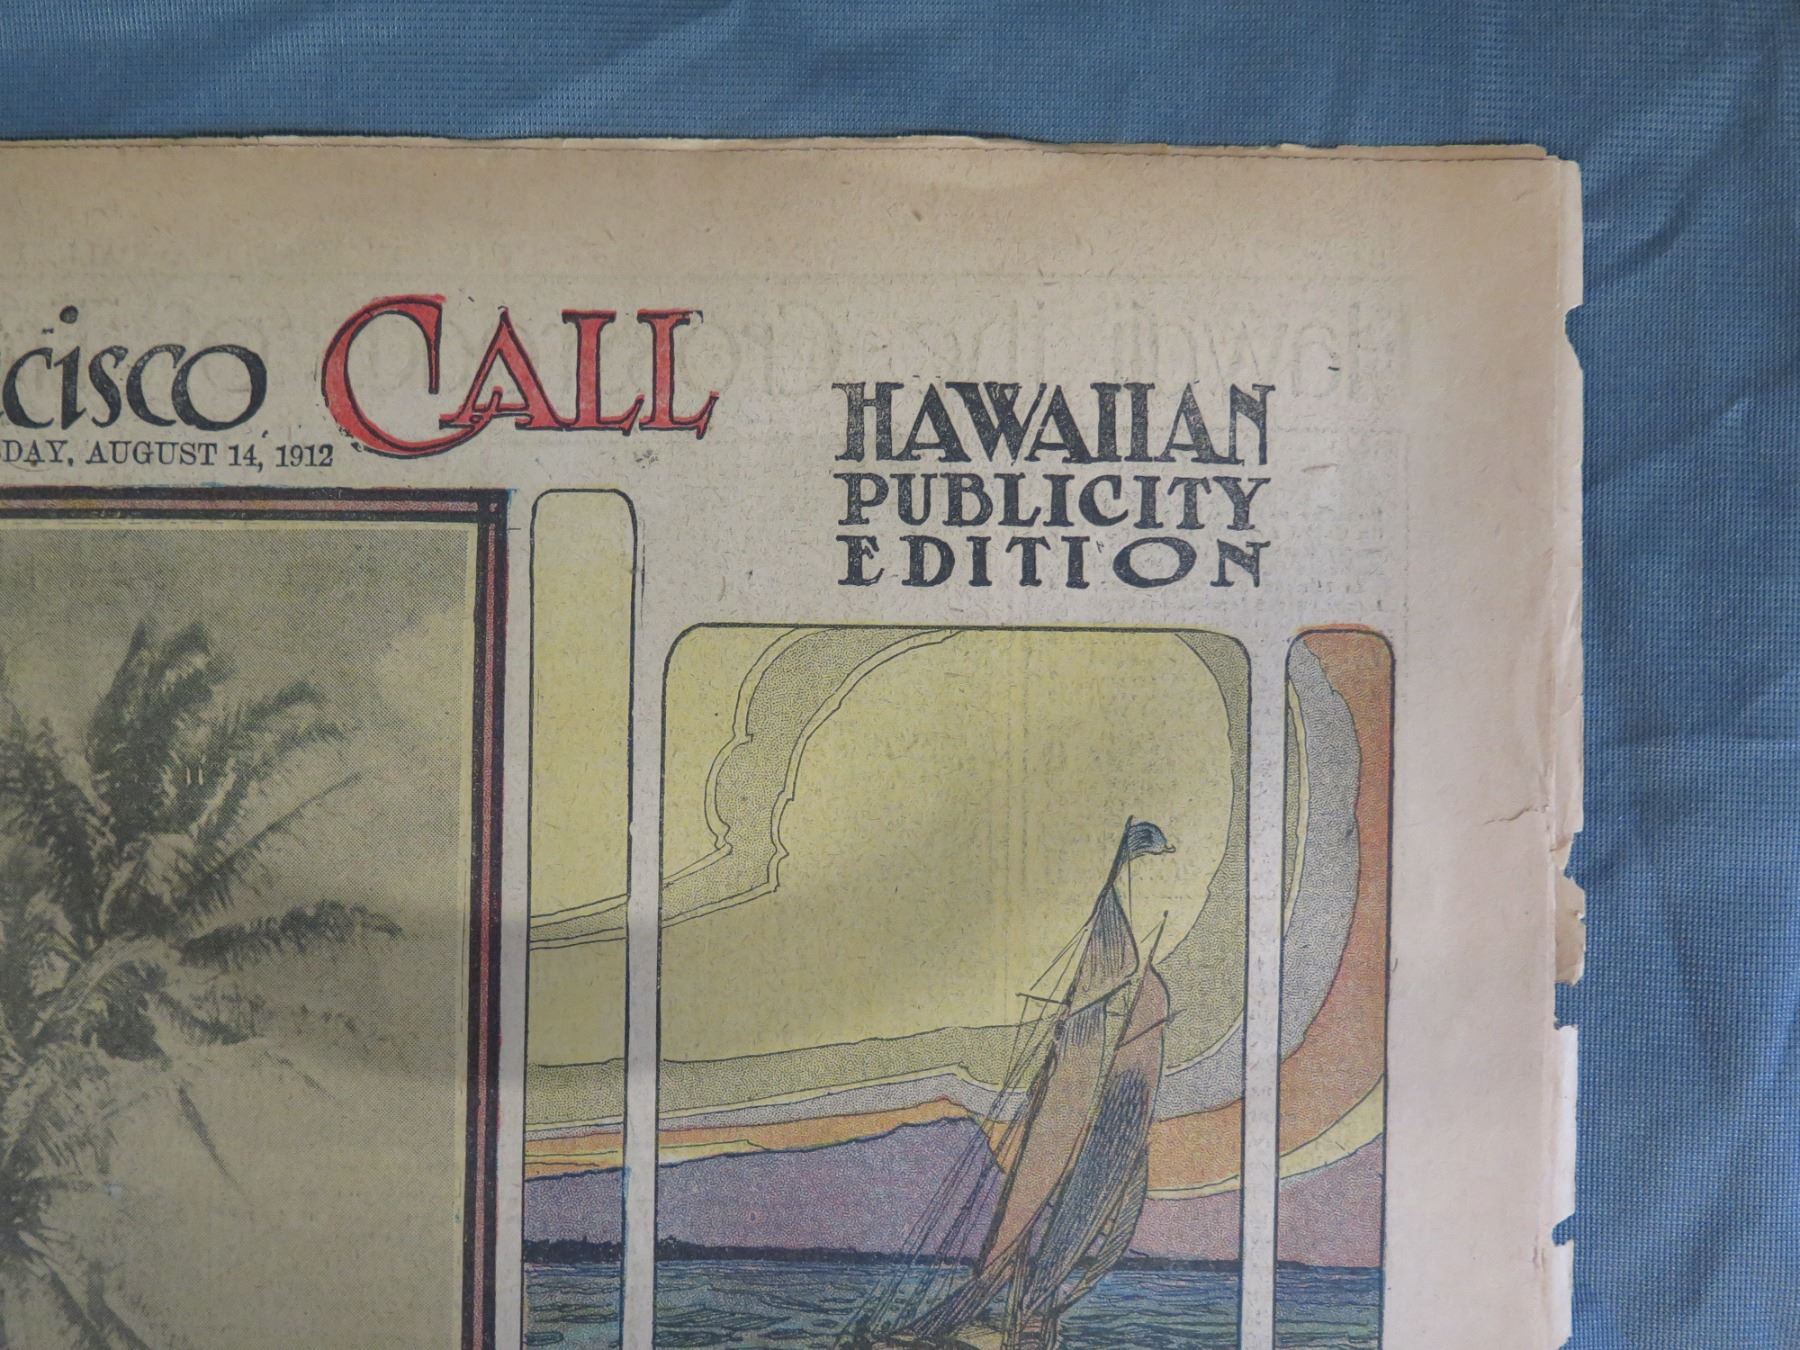 cisco CALL
DAY, AUGUST 14, 1912
HAWAIIAN
PUBLICITY
EDITION